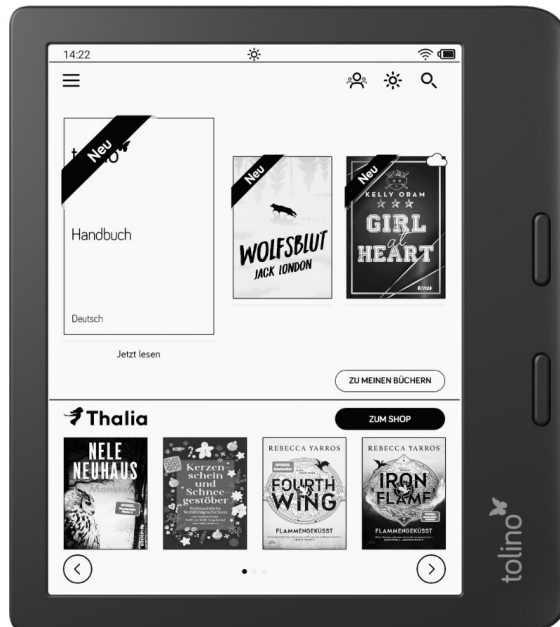 14:22
Neu
Handbuch
Deutsch
Jetzt lesen
Neu
WOLFSBLUT
JACK LONDON
Neu
KELLY ORAM
GIRL
at
HEART
ZU MEINEN BÜCHERN
Thalia
ZUM SHOP
NELE
NEUHAUS
Kerzen
schein
und
Schnee
gestöber
REBECCA YARROS
FOURTH
WING
FLAMMENGEKÜSST
REBECCA YARROS
IRON
FLAME
FLAMMENGEKÜSST
tolino